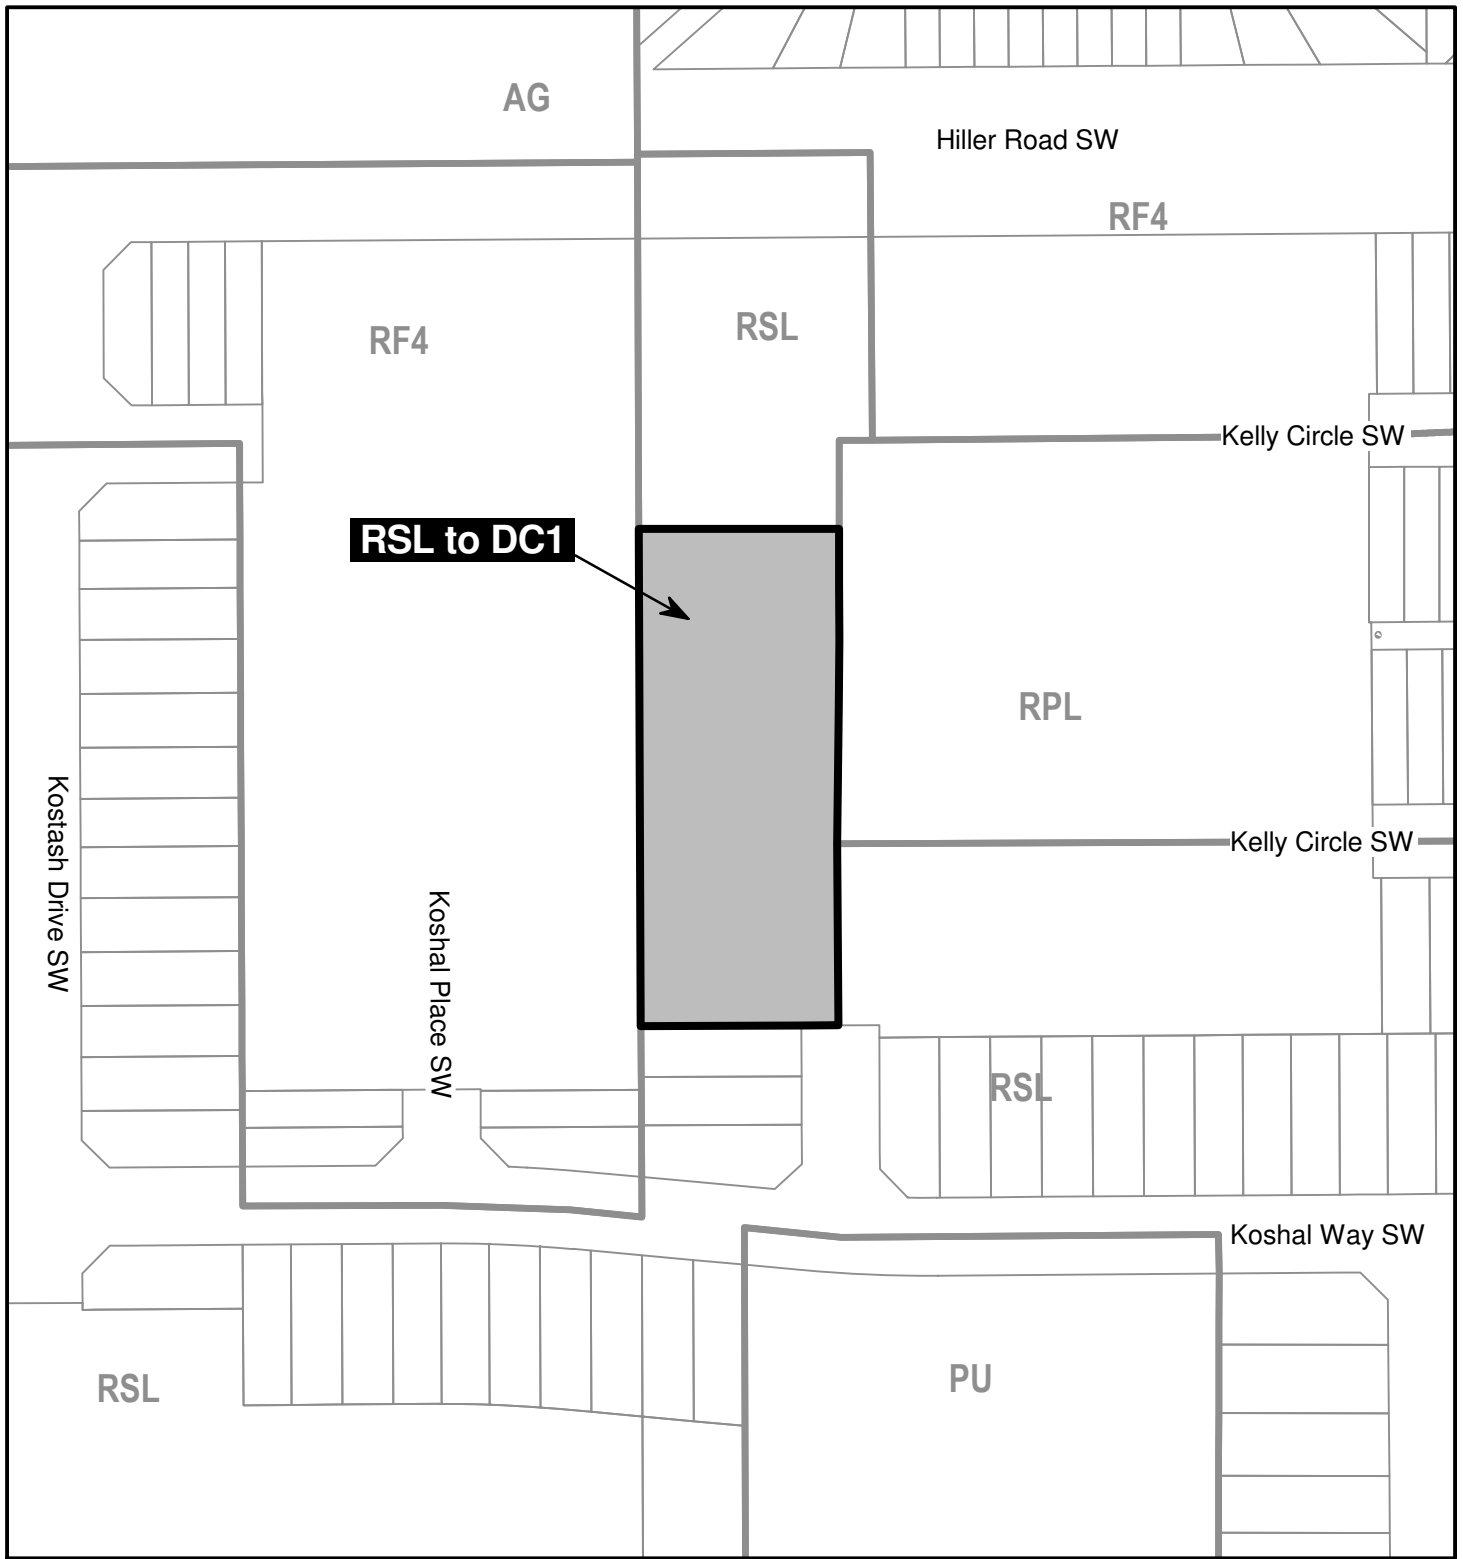 AG
Hiller Road SW
RF4
RSL
RF4
Kelly Circle SW
RSL to DC1
RPL
Kostash Drive SW
Kelly Circle SW
Koshal Place SW
RSL
Koshal Way SW
PU
RSL